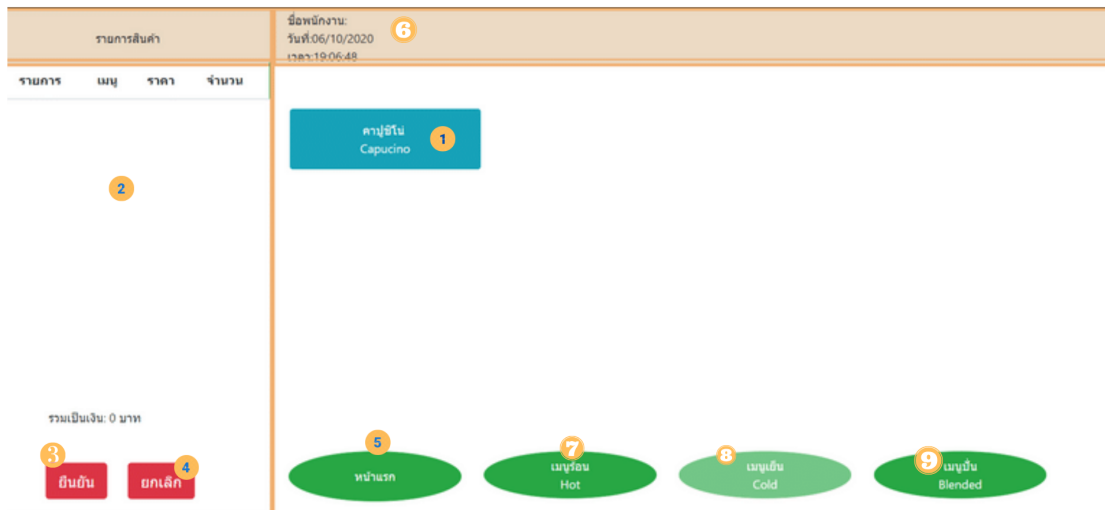 รายการสินค้า
ชื่อพนักงาน:
6
วันที่:06/10/2020
เวลา:19:06:48
รายการ เมนู ราคา จำนวน
คาปูชิโน่
1
Capucino
2
รวมเป็นเงิน: 0 บาท
3
ยืนยัน
4
ยกเลิก
5
หน้าแรก
7
เมนูร้อน
Hot
8
เมนูเย็น
Cold
9
เมนูปั่น
Blended